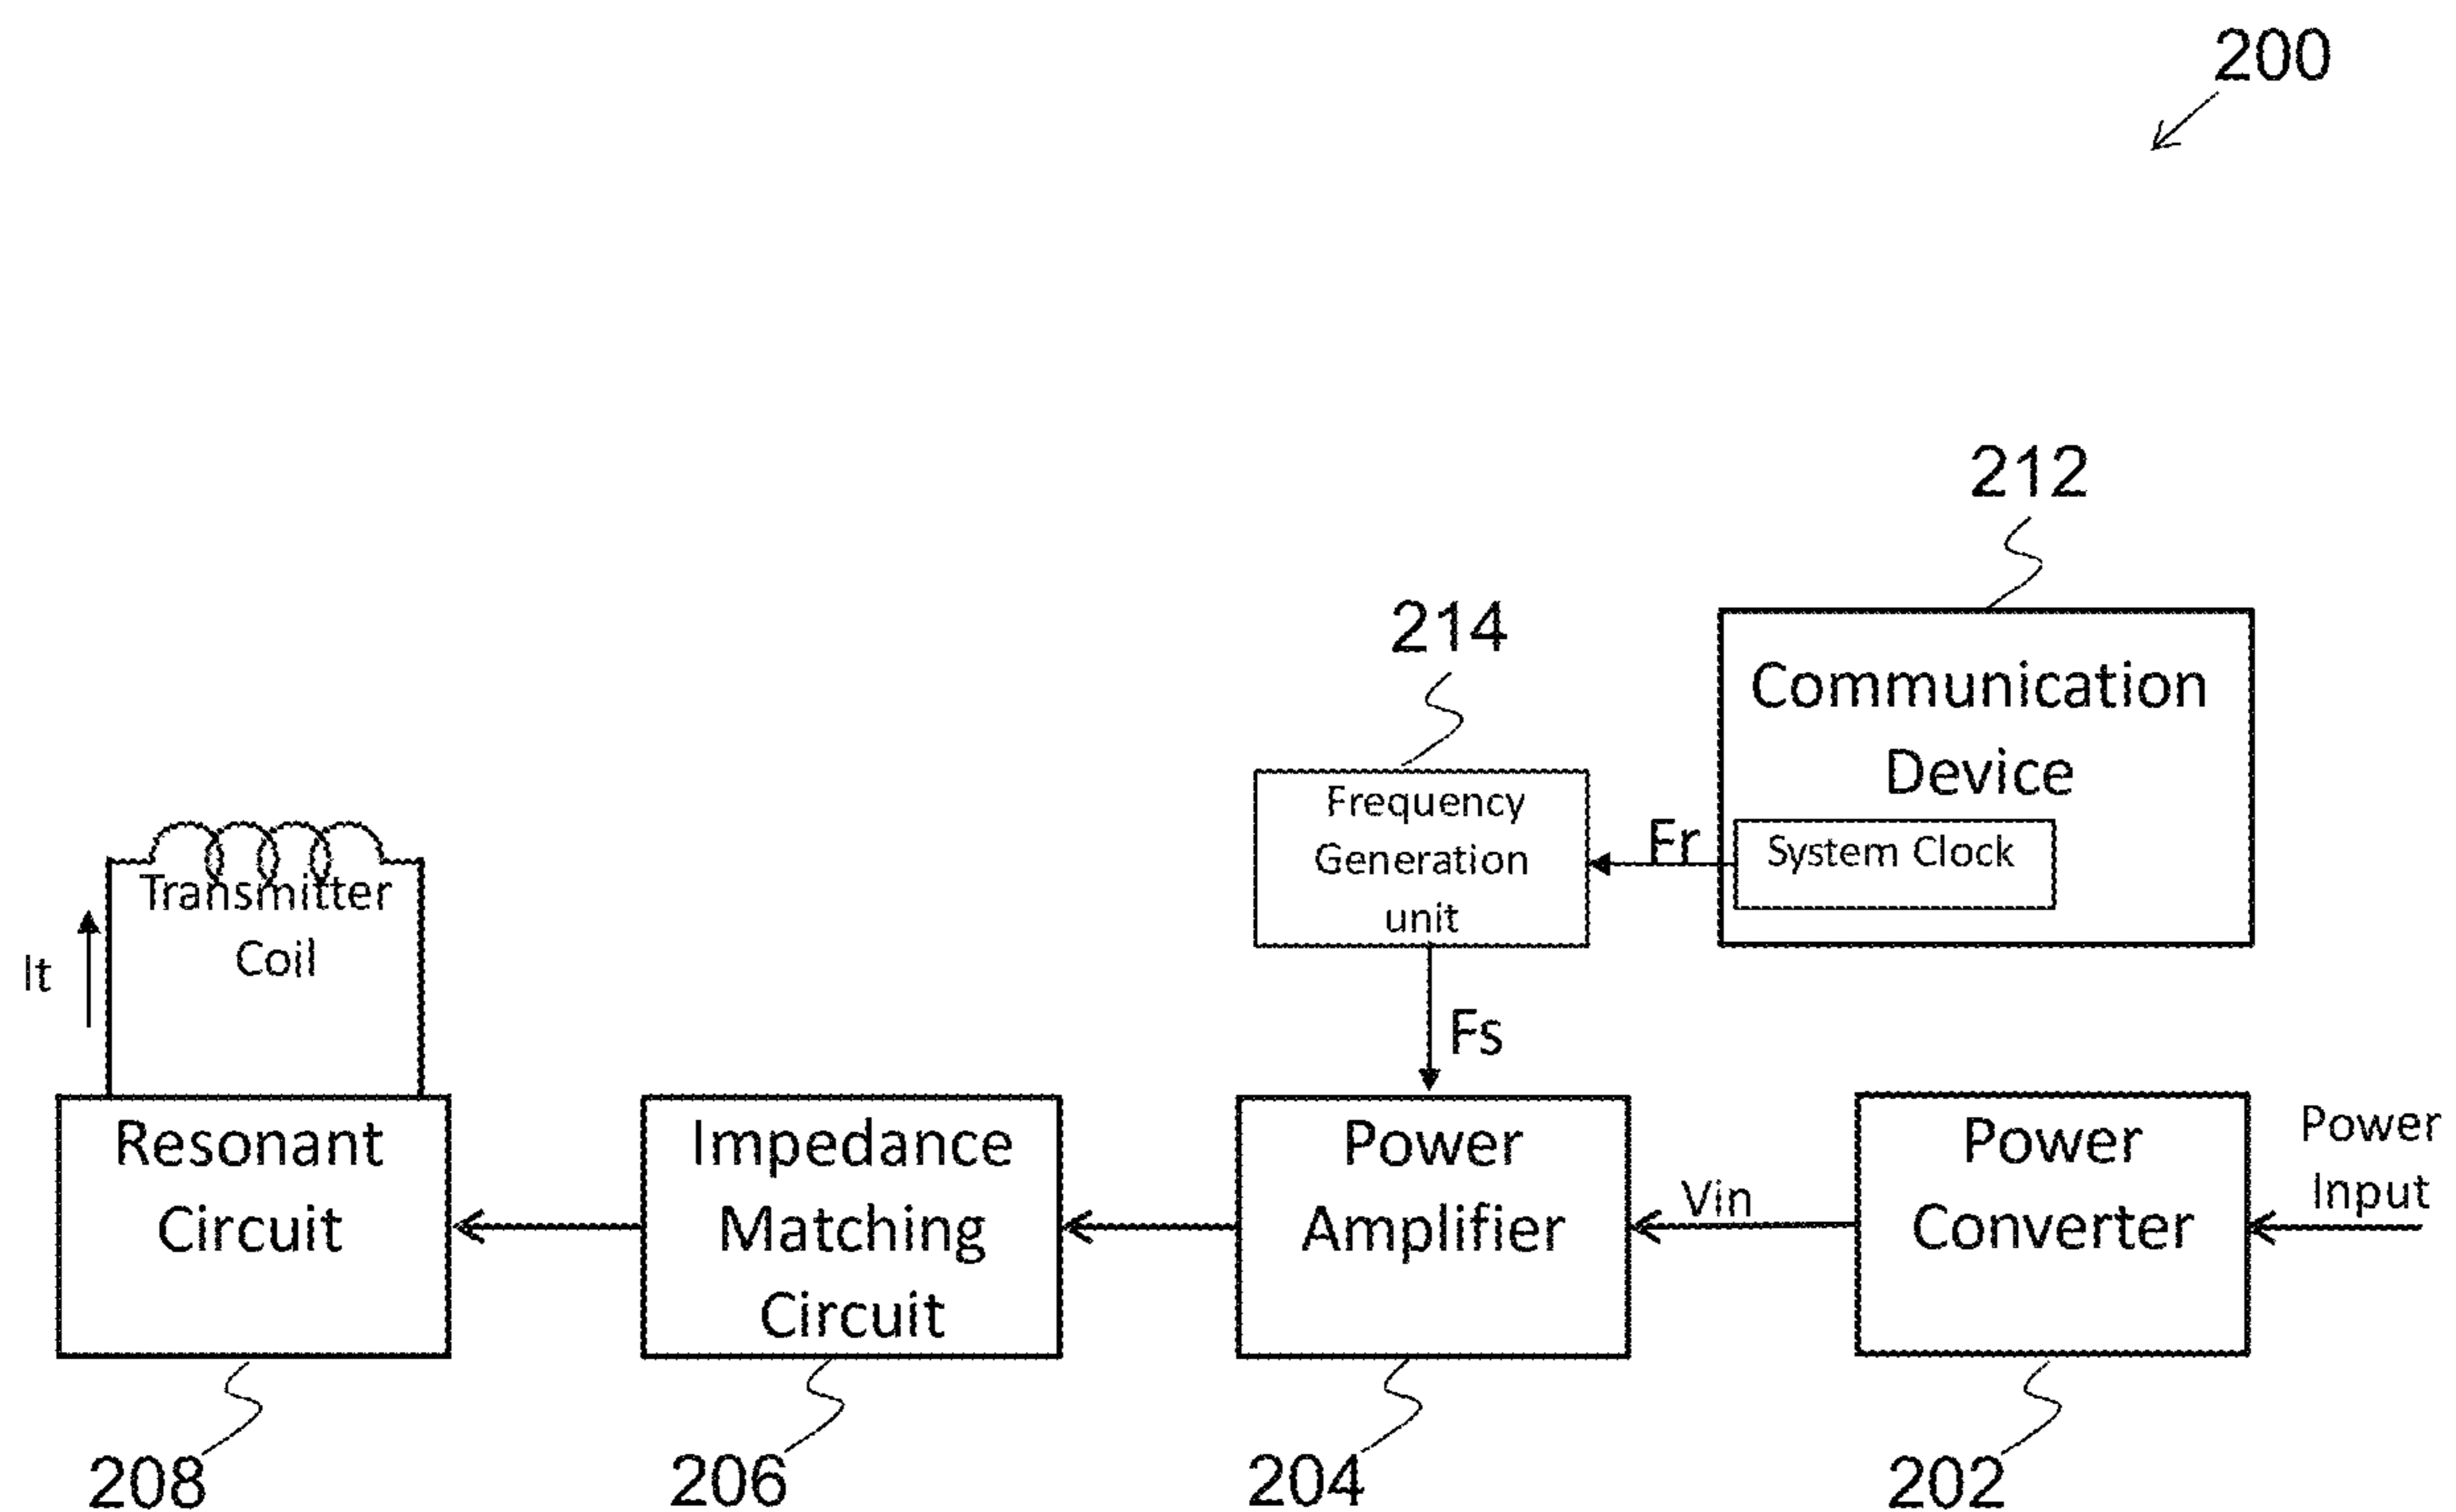 200
212
214
Communication
Device
System Clock
Fr
Frequency
Generation
unit
Fs
Transmitter
Coil
It
Resonant
Circuit
Impedance
Matching
Circuit
Power
Amplifier
Vin
Power
Converter
Power
Input
208
206
204
202